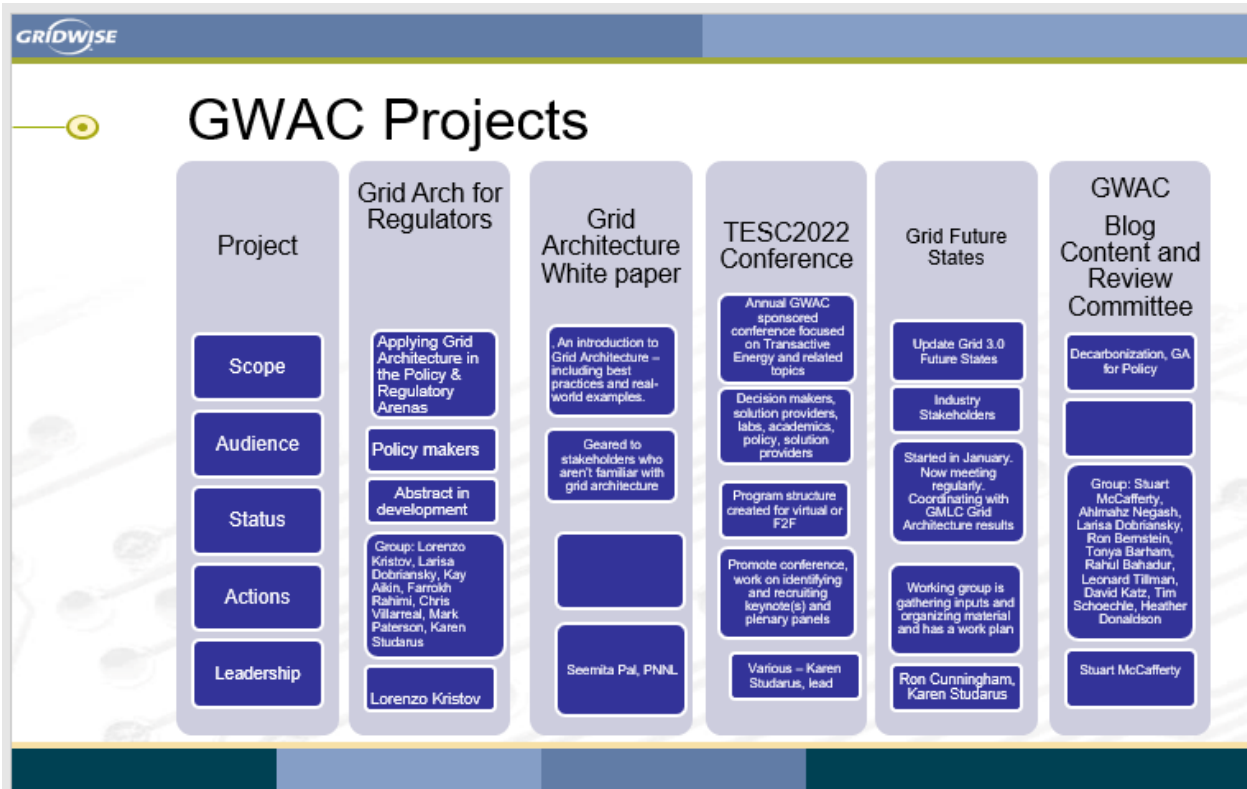 GRIDWISE
GWAC Projects
Project
Scope
Audience
Status
Actions
Leadership
Grid Arch for
Regulators
Applying Grid
Architecture in
the Policy &
Regulatory
Arenas
Policy makers
Abstract in
development
Group: Lorenzo
Kristov, Larisa
Dobriansky, Kay
Aikin, Farrokh
Rahimi, Chris
Villarreal, Mark
Paterson, Karen
Studarus
Lorenzo Kristov
Grid
Architecture
White paper
, An introduction to
Grid Architecture –
including best
practices and real-
world examples.
Geared to
stakeholders who
aren't familiar with
grid architecture
Seemita Pal, PNNL
TESC2022
Conference
Annual GWAC
sponsored
conference focused
on Transactive
Energy and related
topics
Decision makers,
solution providers,
labs, academics,
policy, solution
providers
Program structure
created for virtual or
F2F
Promote conference,
work on identifying
and recruiting
keynote(s) and
plenary panels
Various – Karen
Studarus, lead
Grid Future
States
Update Grid 3.0
Future States
Industry
Stakeholders
Started in January.
Now meeting
regularly.
Coordinating with
GMLC Grid
Architecture results
Working group is
gathering inputs and
organizing material
and has a work plan
Ron Cunningham,
Karen Studarus
GWAC
Blog
Content and
Review
Committee
Decarbonization, GA
for Policy
Group: Stuart
McCafferty,
Ahlmahz Negash,
Larisa Dobriansky,
Ron Bernstein,
Tonya Barham,
Rahul Bahadur,
Leonard Tillman,
David Katz, Tim
Schoechle, Heather
Donaldson
Stuart McCafferty